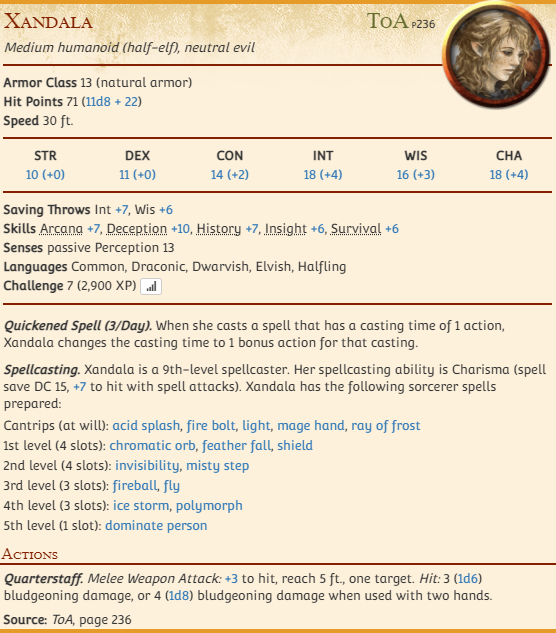 Xandala ToA p236
Medium humanoid (half-elf), neutral evil
Armor Class 13 (natural armor)
Hit Points 71 (11d8 + 22)
Speed 30 ft.
STR DEX CON INT WIS CHA
10 (+0) 11 (+0) 14 (+2) 18 (+4) 16 (+3) 18 (+4)
Saving Throws Int +7, Wis +6
Skills Arcana +7, Deception +10, History +7, Insight +6, Survival +6
Senses passive Perception 13
Languages Common, Draconic, Dwarvish, Elvish, Halfling
Challenge 7 (2,900 XP)
Quickened Spell (3/Day). When she casts a spell that has a casting time of 1 action,
Xandala changes the casting time to 1 bonus action for that casting.
Spellcasting. Xandala is a 9th-level spellcaster. Her spellcasting ability is Charisma (spell
save DC 15, +7 to hit with spell attacks). Xandala has the following sorcerer spells
prepared:
Cantrips (at will): acid splash, fire bolt, light, mage hand, ray of frost
1st level (4 slots): chromatic orb, feather fall, shield
2nd level (4 slots): invisibility, misty step
3rd level (3 slots): fireball, fly
4th level (3 slots): ice storm, polymorph
5th level (1 slot): dominate person
Actions
Quarterstaff. Melee Weapon Attack: +3 to hit, reach 5 ft., one target. Hit: 3 (1d6)
bludgeoning damage, or 4 (1d8) bludgeoning damage when used with two hands.
Source: ToA, page 236